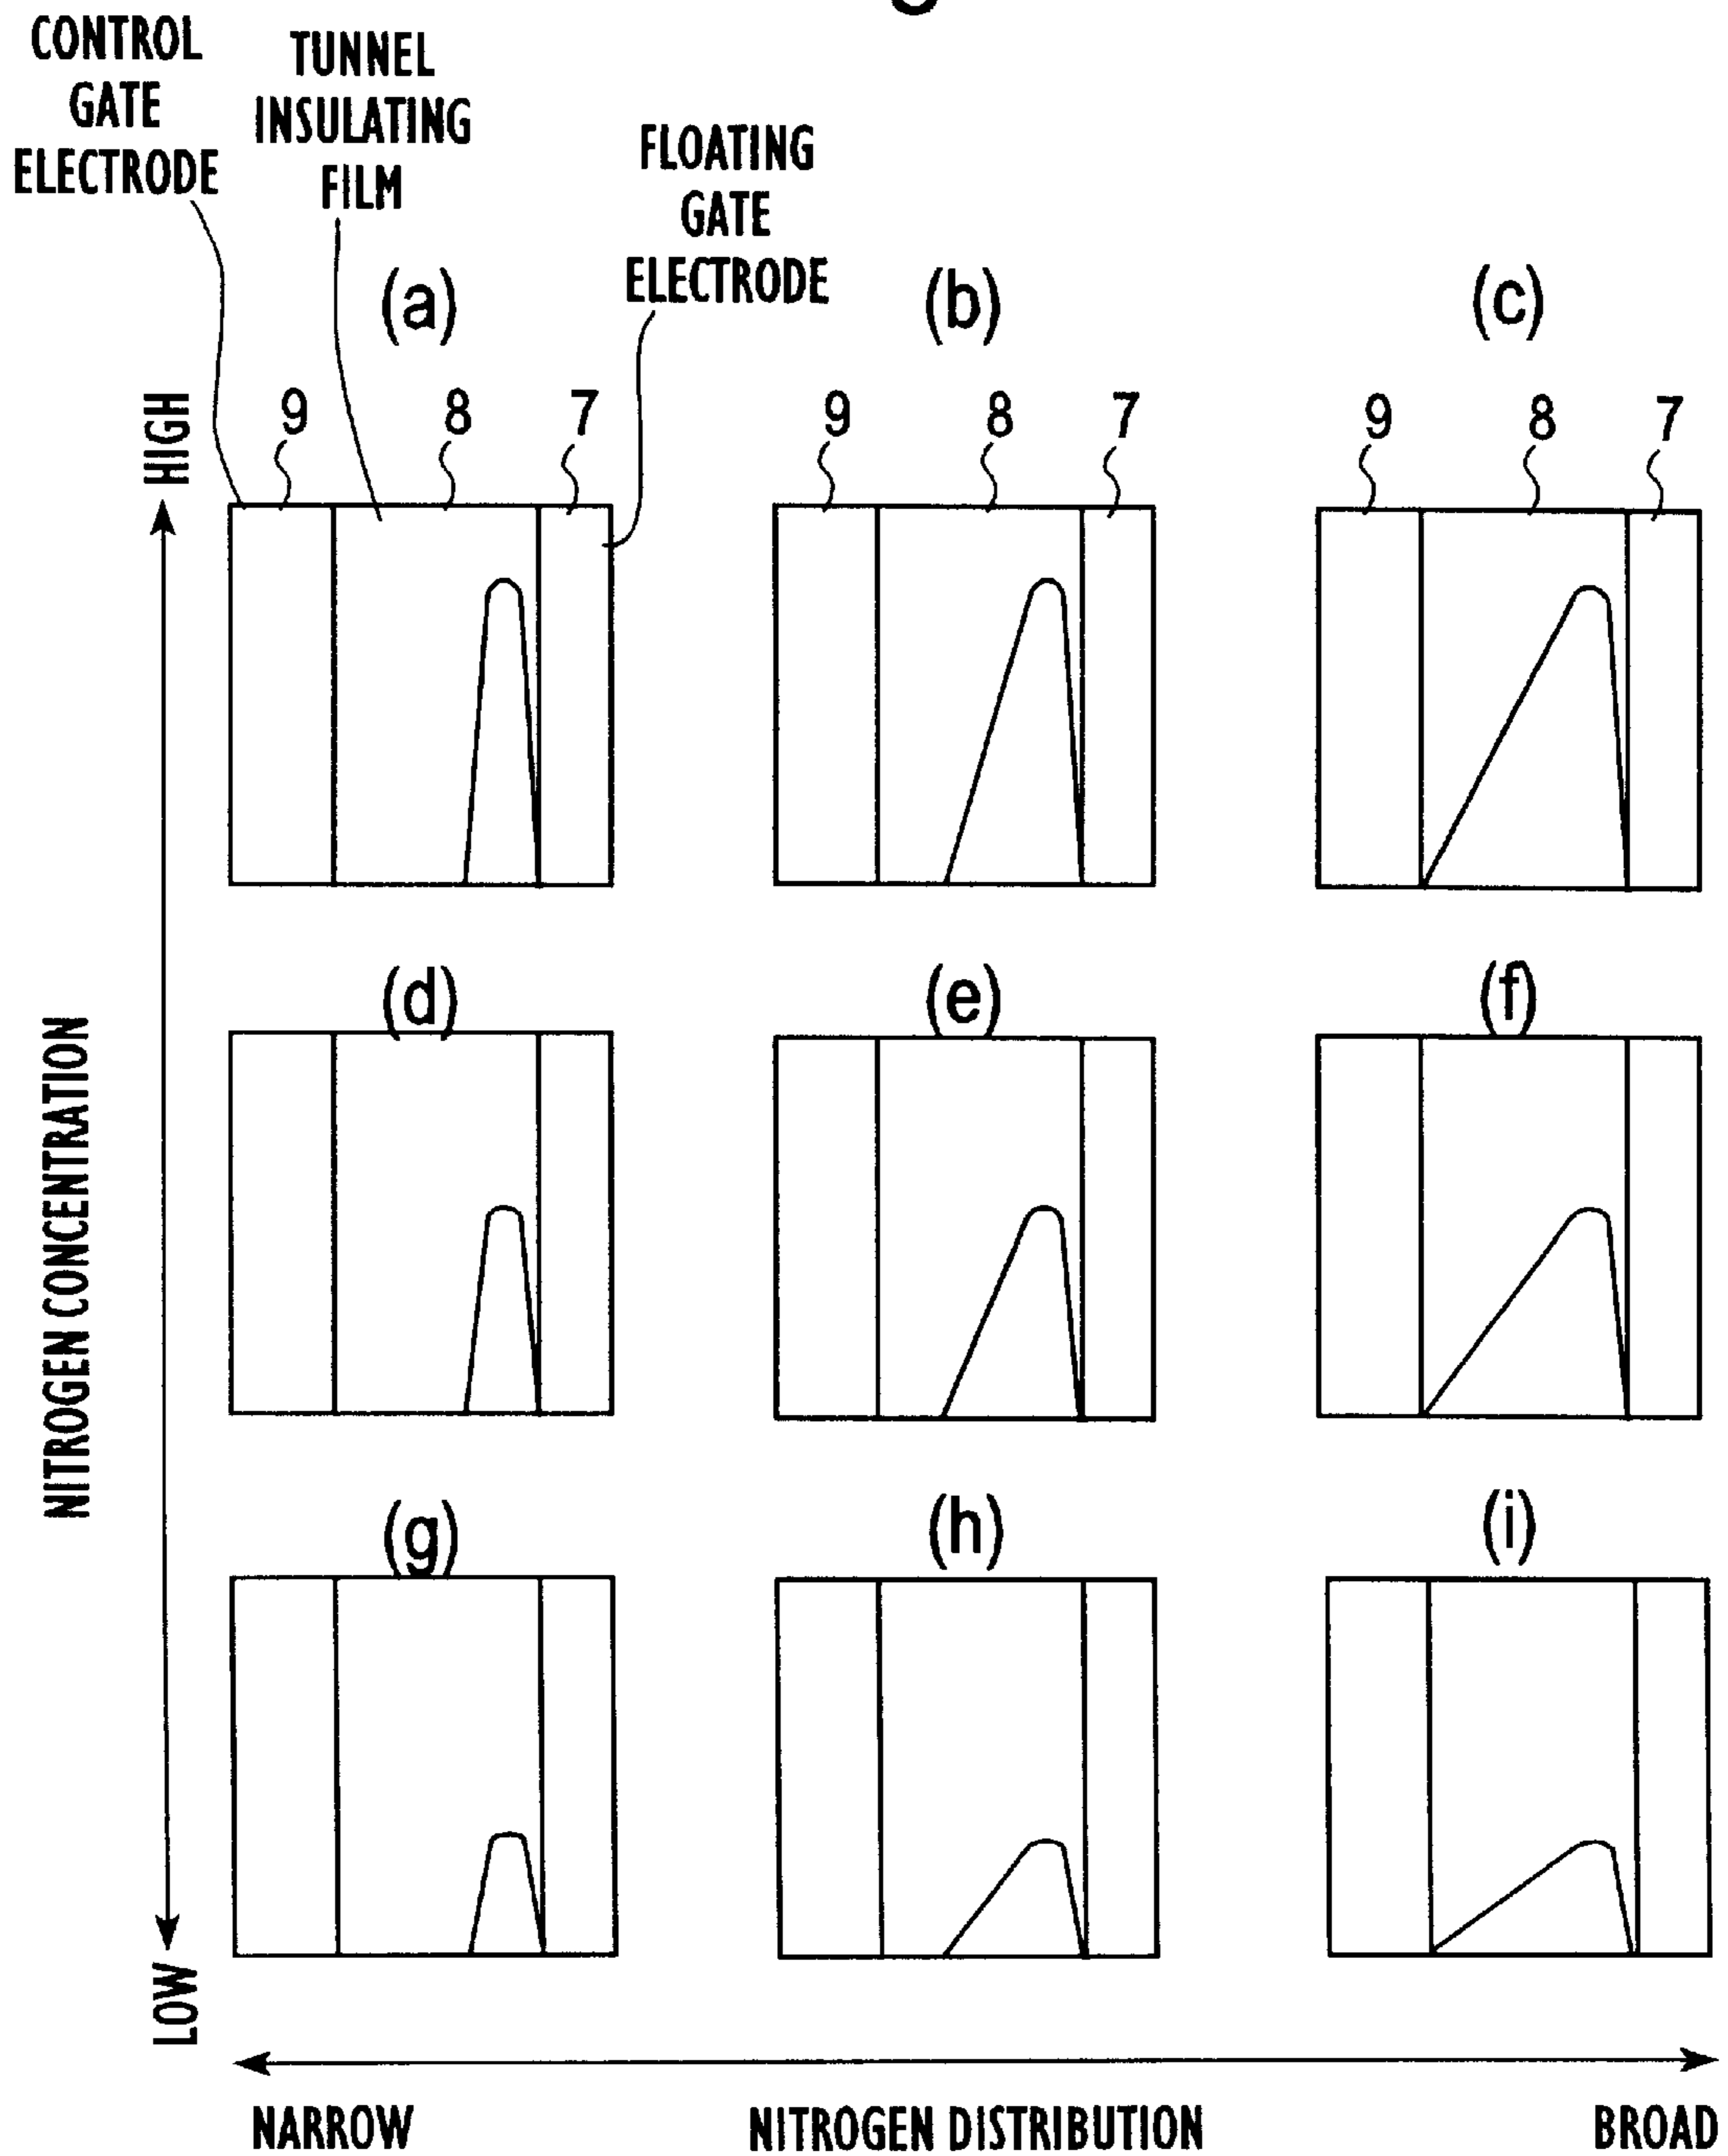 CONTROL
GATE
ELECTRODE
TUNNEL
INSULATING
FILM
FLOATING
GATE
ELECTRODE
(a)
(b)
(c)
HIGH
9
8
7
9
8
7
9
8
7
(d)
(e)
(f)
NITROGEN CONCENTRATION
(g)
(h)
(i)
LOW
NARROW
NITROGEN DISTRIBUTION
BROAD